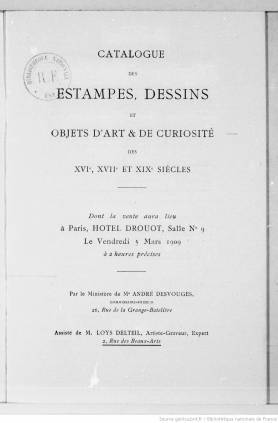 CATALOGUE
DES
ESTAMPES, DESSINS
ET
OBJETS D'ART & DE CURIOSITÉ
DES
XVIe, XVIIe ET XIXe SIÈCLES
Dont la vente aura lieu
à Paris, HOTEL DROUOT, Salle No 9
Le Vendredi 5 Mars 1909
à 2 heures précises
Par le Ministère de Me ANDRÉ DESVOUGES,
COMMISSAIRE-PRISEUR
26, Rue de la Grange-Batelière
Assisté de M. LOYS DELTEIL, Artiste-Graveur, Expert
2, Rue des Beaux-Arts
Source gallica.bnf.fr / Bibliothèque nationale de France